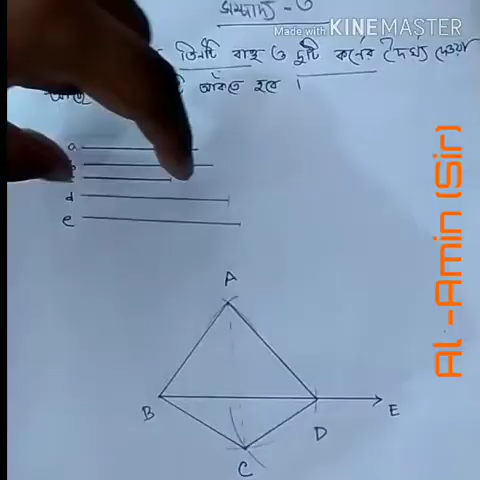 সম্পাদ্য - ৩
Made with KINEMASTER
তিনটি বাহু ও দুটি কর্ণের দৈর্ঘ্য দেওয়া
আঁকতে হবে ।
a
d
e
A
B
E
D
C
Al -Amin (Sir)